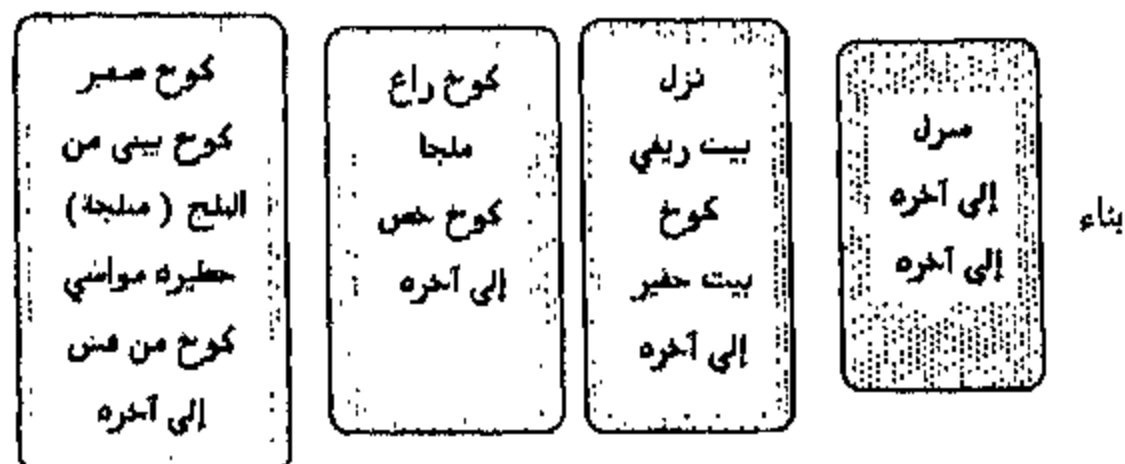 بناء
منزل
إلى آخره
إلى آخره
نزل
بيت ريفي
كوخ
بيت حقير
إلى آخره
كوخ راع
ملجا
كوخ خص
إلى آخره
كوخ صغير
كوخ يبنى من
الثلج (مثلجة)
حظيرة مواشي
كوخ من قش
إلى آخره